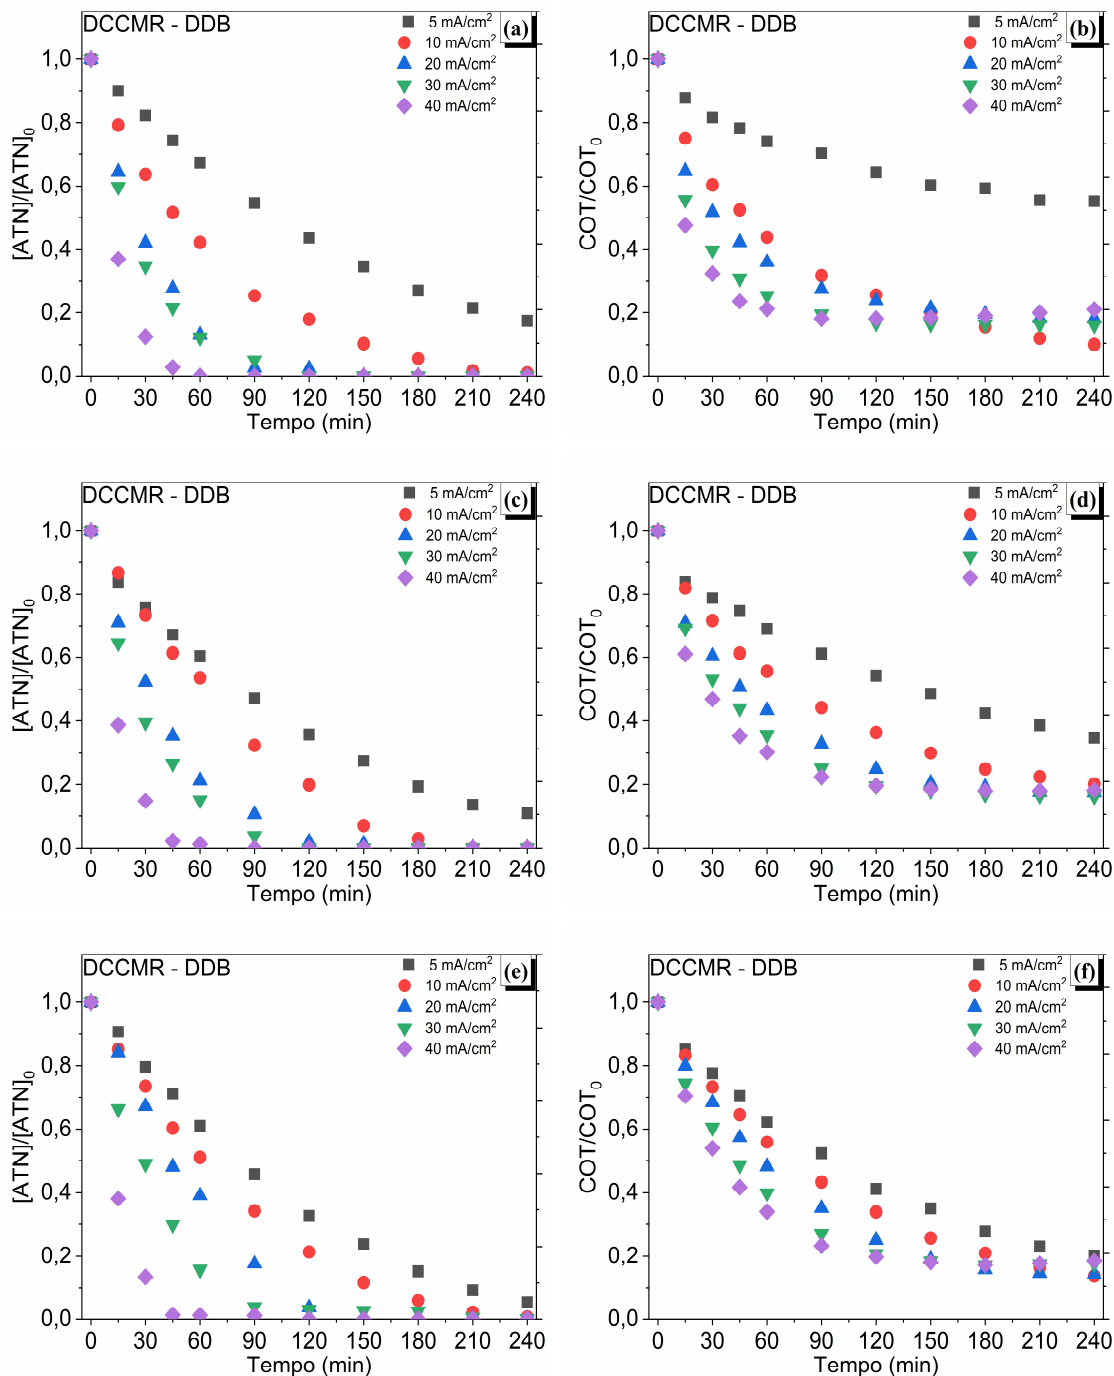 DCCMR - DDB
(a)
5 mA/cm²
10 mA/cm²
20 mA/cm²
30 mA/cm²
40 mA/cm²
[ATN]/[ATN]₀
1,0
0,8
0,6
0,4
0,2
0,0
0 30 60 90 120 150 180 210 240
Tempo (min)
DCCMR - DDB
(b)
5 mA/cm²
10 mA/cm²
20 mA/cm²
30 mA/cm²
40 mA/cm²
COT/COT₀
1,0
0,8
0,6
0,4
0,2
0,0
0 30 60 90 120 150 180 210 240
Tempo (min)
DCCMR - DDB
(c)
5 mA/cm²
10 mA/cm²
20 mA/cm²
30 mA/cm²
40 mA/cm²
[ATN]/[ATN]₀
1,0
0,8
0,6
0,4
0,2
0,0
0 30 60 90 120 150 180 210 240
Tempo (min)
DCCMR - DDB
(d)
5 mA/cm²
10 mA/cm²
20 mA/cm²
30 mA/cm²
40 mA/cm²
COT/COT₀
1,0
0,8
0,6
0,4
0,2
0,0
0 30 60 90 120 150 180 210 240
Tempo (min)
DCCMR - DDB
(e)
5 mA/cm²
10 mA/cm²
20 mA/cm²
30 mA/cm²
40 mA/cm²
[ATN]/[ATN]₀
1,0
0,8
0,6
0,4
0,2
0,0
0 30 60 90 120 150 180 210 240
Tempo (min)
DCCMR - DDB
(f)
5 mA/cm²
10 mA/cm²
20 mA/cm²
30 mA/cm²
40 mA/cm²
COT/COT₀
1,0
0,8
0,6
0,4
0,2
0,0
0 30 60 90 120 150 180 210 240
Tempo (min)